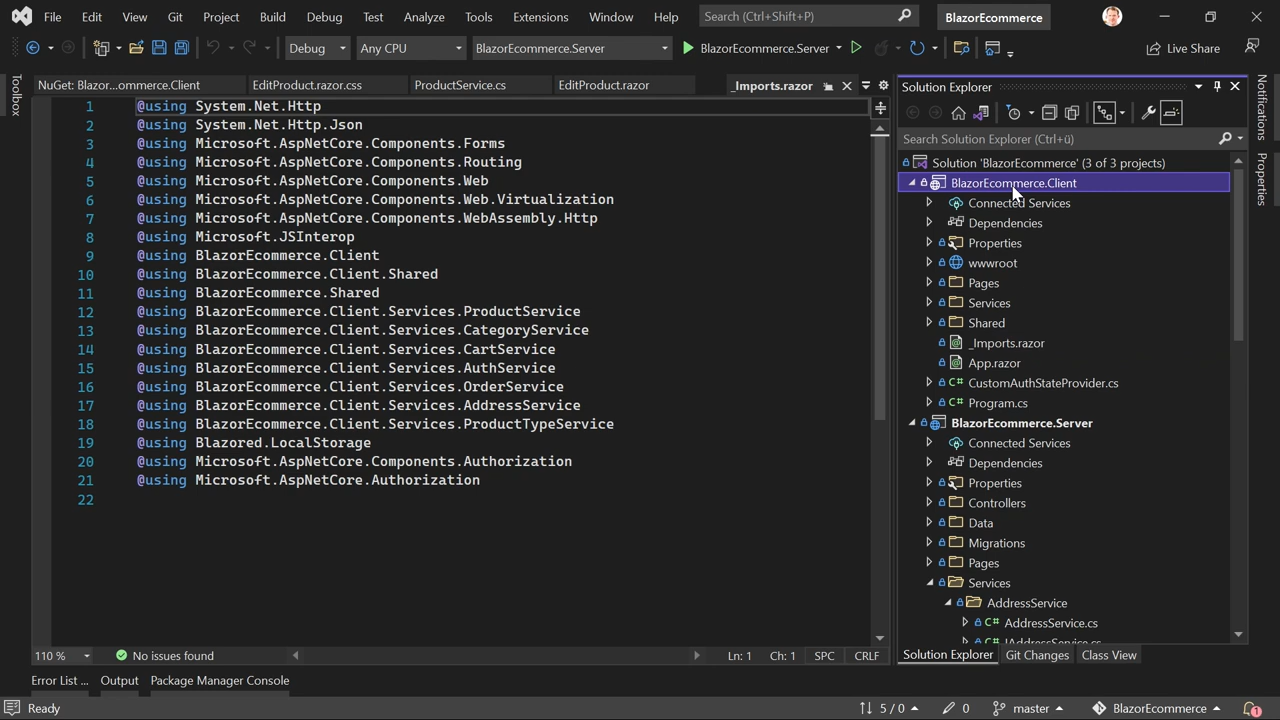 File Edit View Git Project Build Debug Test Analyze Tools Extensions Window Help Search (Ctrl+Shift+P) BlazorEcommerce
Debug Any CPU BlazorEcommerce.Server BlazorEcommerce.Server Live Share
Toolbox
NuGet: Blazor...ommerce.Client EditProduct.razor.css ProductService.cs EditProduct.razor _Imports.razor
1 @using System.Net.Http
2 @using System.Net.Http.Json
3 @using Microsoft.AspNetCore.Components.Forms
4 @using Microsoft.AspNetCore.Components.Routing
5 @using Microsoft.AspNetCore.Components.Web
6 @using Microsoft.AspNetCore.Components.Web.Virtualization
7 @using Microsoft.AspNetCore.Components.WebAssembly.Http
8 @using Microsoft.JSInterop
9 @using BlazorEcommerce.Client
10 @using BlazorEcommerce.Client.Shared
11 @using BlazorEcommerce.Shared
12 @using BlazorEcommerce.Client.Services.ProductService
13 @using BlazorEcommerce.Client.Services.CategoryService
14 @using BlazorEcommerce.Client.Services.CartService
15 @using BlazorEcommerce.Client.Services.AuthService
16 @using BlazorEcommerce.Client.Services.OrderService
17 @using BlazorEcommerce.Client.Services.AddressService
18 @using BlazorEcommerce.Client.Services.ProductTypeService
19 @using Blazored.LocalStorage
20 @using Microsoft.AspNetCore.Components.Authorization
21 @using Microsoft.AspNetCore.Authorization
22
110 % No issues found Ln: 1 Ch: 1 SPC CRLF
Solution Explorer
Search Solution Explorer (Ctrl+ü)
Solution 'BlazorEcommerce' (3 of 3 projects)
BlazorEcommerce.Client
Connected Services
Dependencies
Properties
wwwroot
Pages
Services
Shared
_Imports.razor
App.razor
CustomAuthStateProvider.cs
Program.cs
BlazorEcommerce.Server
Connected Services
Dependencies
Properties
Controllers
Data
Migrations
Pages
Services
AddressService
AddressService.cs
IAddressService.cs
Solution Explorer Git Changes Class View
Notifications
Properties
Error List ... Output Package Manager Console
Ready 5 / 0 0 master BlazorEcommerce 1